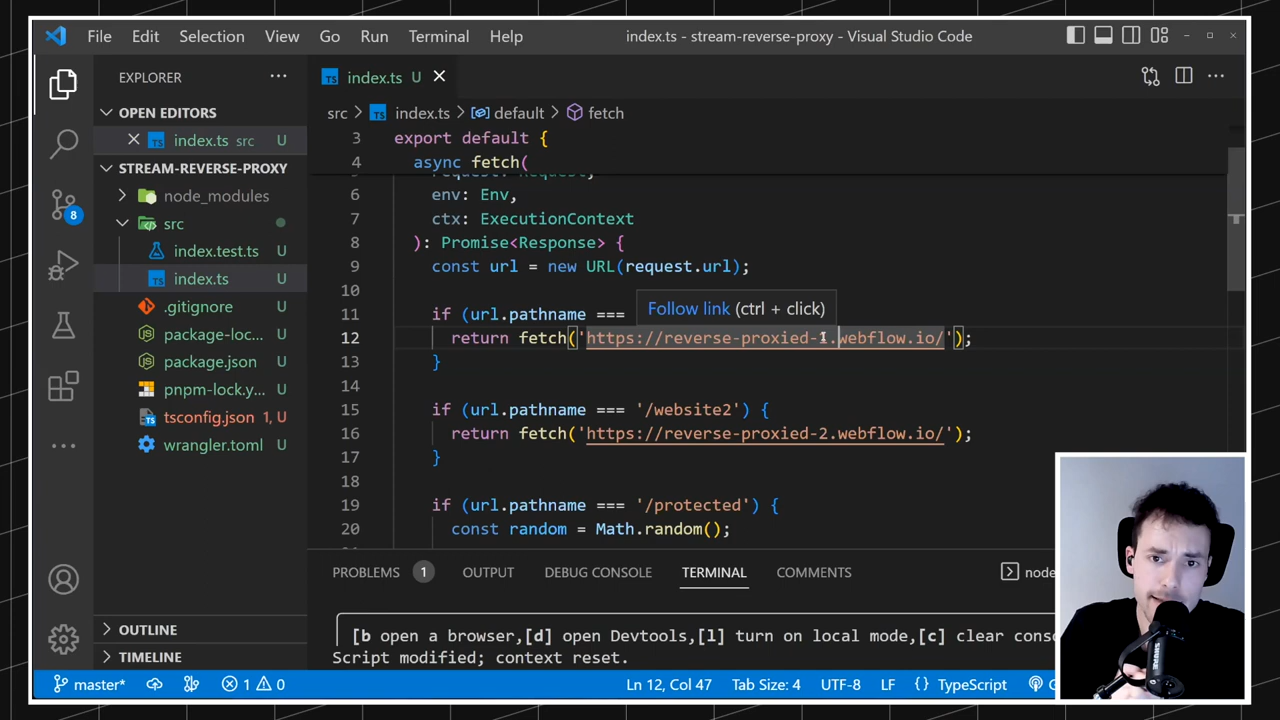 File Edit Selection View Go Run Terminal Help
index.ts - stream-reverse-proxy - Visual Studio Code
EXPLORER ...
OPEN EDITORS
index.ts src U
STREAM-REVERSE-PROXY
node_modules
src
index.test.ts U
index.ts U
.gitignore U
package-loc... U
package.json U
pnpm-lock.y... U
tsconfig.json 1, U
wrangler.toml U
OUTLINE
TIMELINE
8
TS index.ts U
src > TS index.ts > default > fetch
3 export default {
4 async fetch(
request: Request,
6 env: Env,
7 ctx: ExecutionContext
8 ): Promise<Response> {
9 const url = new URL(request.url);
10
11 if (url.pathname ===
Follow link (ctrl + click)
12 return fetch('https://reverse-proxied-1.webflow.io/');
13 }
14
15 if (url.pathname === '/website2') {
16 return fetch('https://reverse-proxied-2.webflow.io/');
17 }
18
19 if (url.pathname === '/protected') {
20 const random = Math.random();
PROBLEMS 1 OUTPUT DEBUG CONSOLE TERMINAL COMMENTS node
[b open a browser,[d] open Devtools,[l] turn on local mode,[c] clear conso
Script modified; context reset.
master* 1 0 Ln 12, Col 47 Tab Size: 4 UTF-8 LF {} TypeScript